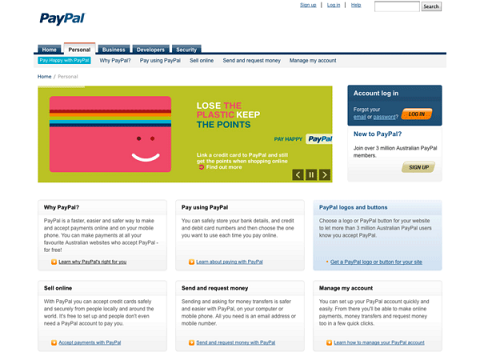 Sign up | Log in | Help
Search
PayPal
Home Personal Business Developers Security
Pay Happy with PayPal Why PayPal? Pay using PayPal Sell online Send and request money Manage my account
Home / Personal
LOSE THE
PLASTIC KEEP
THE POINTS
PAY HAPPY PayPal
Link a credit card to PayPal and still
get the points when shopping online
Find out more
Account log in
Forgot your
email or password?
LOG IN
New to PayPal?
Join over 3 million Australian PayPal
members.
SIGN UP
Why PayPal?
PayPal is a faster, easier and safer way to make
and accept payments online and on your mobile
phone. You can make payments at all your
favourite Australian websites who accept PayPal -
for free!
Learn why PayPal's right for you
Pay using PayPal
You can safely store your bank details, and credit
and debit card numbers and then choose the one
you want to use each time you pay online.
Learn about paying with PayPal
PayPal logos and buttons
Choose a logo or PayPal button for your website
to let more than 3 million Australian PayPal users
know you accept PayPal.
Get a PayPal logo or button for your site
Sell online
With PayPal you can accept credit cards safely
and securely from people locally and around the
world. It's free to set up and people don't even
need a PayPal account to pay you.
Accept payments with PayPal
Send and request money
Sending and asking for money transfers is safer
and easier with PayPal, on your computer or
mobile phone. All you need is an email address or
mobile number.
Send and request money with PayPal
Manage my account
You can set up your PayPal account quickly and
easily. From there you'll be able to make online
payments, money transfers and request money
too in a few quick clicks.
Learn how to manage your PayPal account